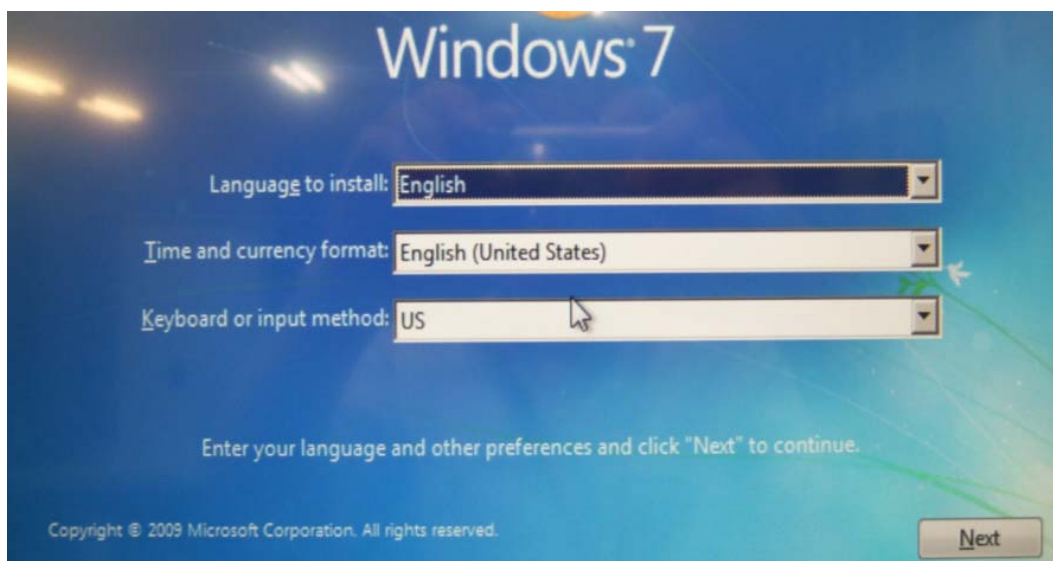 Windows® 7
Language to install: English
Time and currency format: English (United States)
Keyboard or input method: US
Enter your language and other preferences and click "Next" to continue.
Copyright © 2009 Microsoft Corporation. All rights reserved.
Next